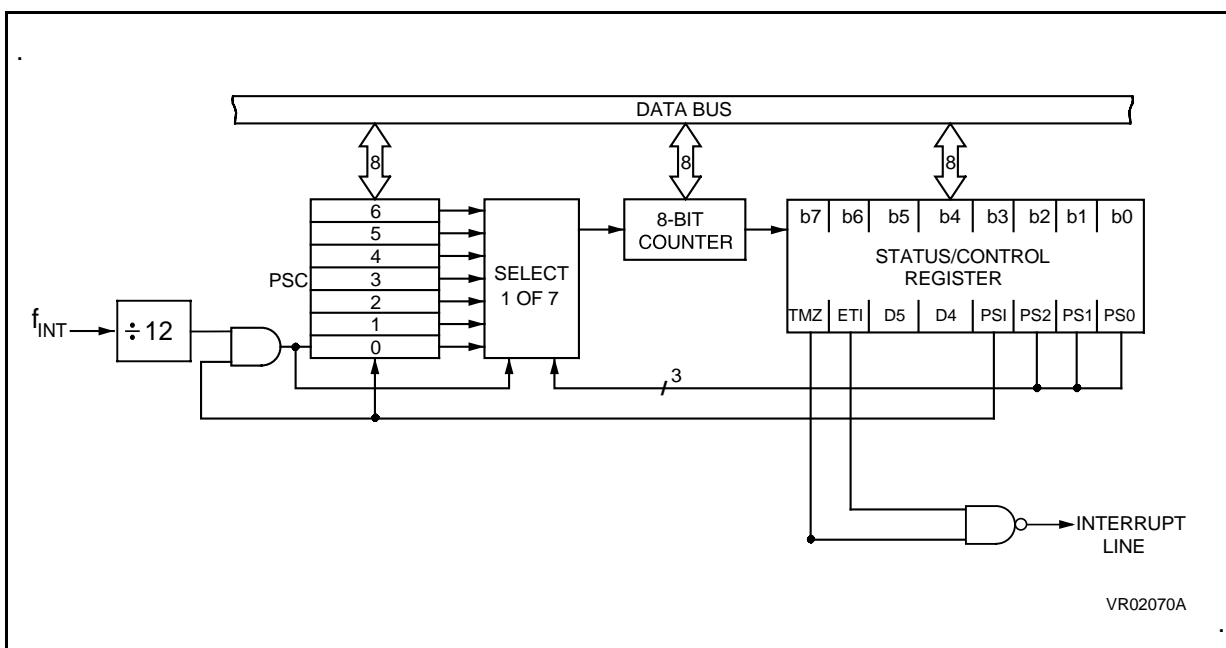 DATA BUS
8
8
8
6
5
4
3
2
1
0
PSC
SELECT
1 OF 7
8-BIT
COUNTER
b7 b6 b5 b4 b3 b2 b1 b0
STATUS/CONTROL
REGISTER
TMZ ETI D5 D4 PSI PS2 PS1 PS0
fINT
÷12
3
INTERRUPT
LINE
VR02070A